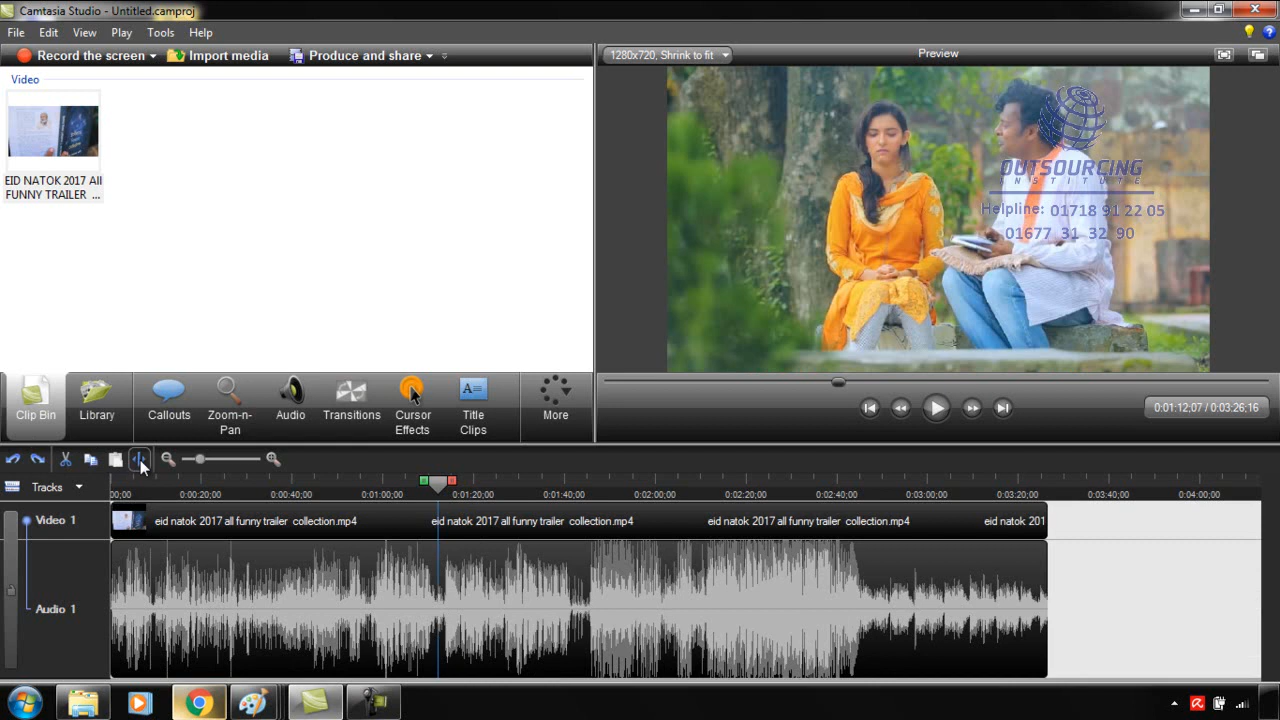 Camtasia Studio - Untitled.camproj
File Edit View Play Tools Help
Record the screen Import media Produce and share
1280x720, Shrink to fit
Preview
Video
EID NATOK 2017 All
FUNNY TRAILER ...
OUTSOURCING
INSTITUTE
Helpline: 01718 91 22 05
01677 31 32 90
Clip Bin
Library
Callouts
Zoom-n-
Pan
Audio
Transitions
Cursor
Effects
Title
Clips
More
0:01:12;07 / 0:03:26;16
Tracks
00;00 0:00:20;00 0:00:40;00 0:01:00;00 0:01:20;00 0:01:40;00 0:02:00;00 0:02:20;00 0:02:40;00 0:03:00;00 0:03:20;00 0:03:40;00 0:04:00;00
Video 1
eid natok 2017 all funny trailer collection.mp4 eid natok 2017 all funny trailer collection.mp4 eid natok 2017 all funny trailer collection.mp4 eid natok 201
Audio 1